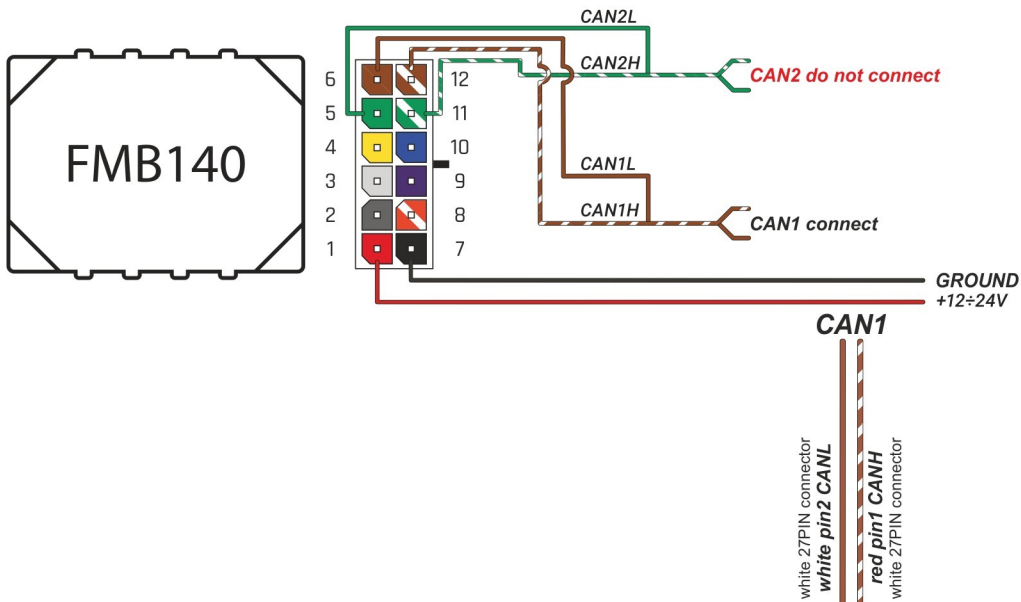 FMB140
CAN2L
CAN2H
CAN2 do not connect
6
12
5
11
4
10
3
9
2
8
1
7
CAN1L
CAN1H
CAN1 connect
GROUND
+12÷24V
CAN1
white 27PIN connector
white pin2 CANL
red pin1 CANH
white 27PIN connector